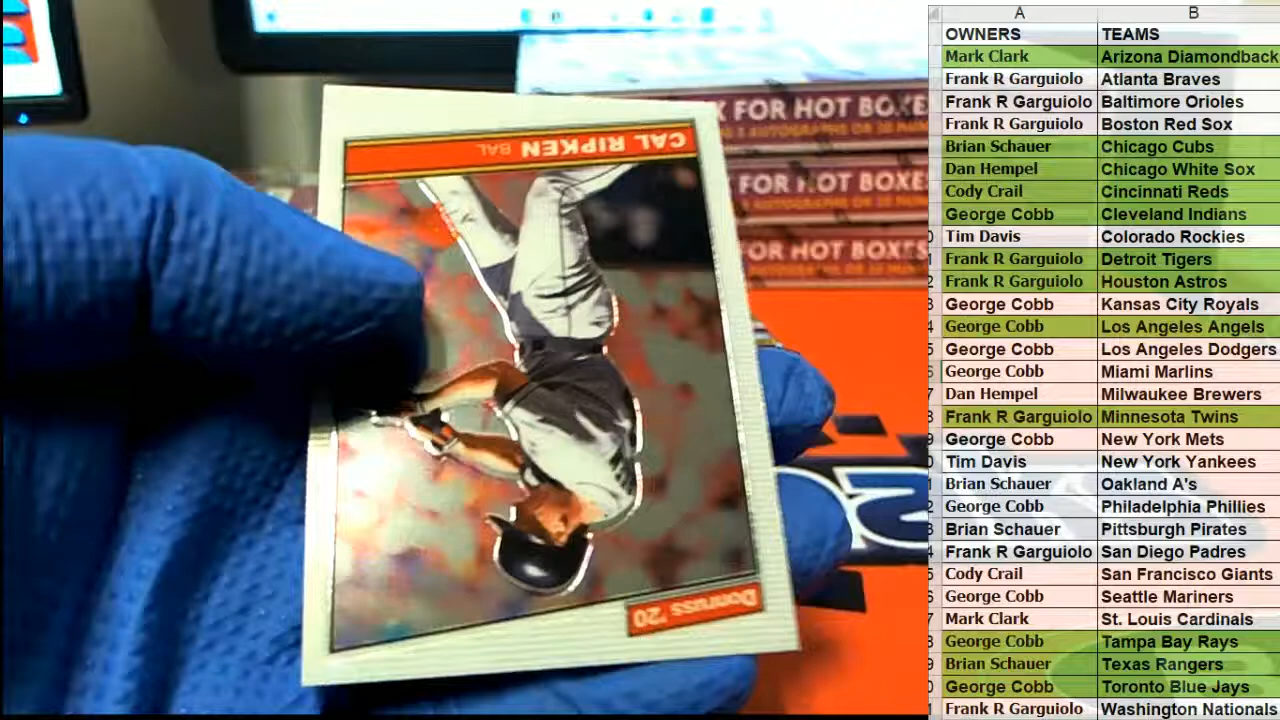 CAL RIPKEN BAL
Donruss '20
X FOR HOT BOXES
FOR HOT BOXES
FOR HOT BOXES
A B
OWNERS TEAMS
Mark Clark Arizona Diamondback
Frank R Garguiolo Atlanta Braves
Frank R Garguiolo Baltimore Orioles
Frank R Garguiolo Boston Red Sox
Brian Schauer Chicago Cubs
Dan Hempel Chicago White Sox
Cody Crail Cincinnati Reds
George Cobb Cleveland Indians
Tim Davis Colorado Rockies
Frank R Garguiolo Detroit Tigers
Frank R Garguiolo Houston Astros
George Cobb Kansas City Royals
George Cobb Los Angeles Angels
George Cobb Los Angeles Dodgers
George Cobb Miami Marlins
Dan Hempel Milwaukee Brewers
Frank R Garguiolo Minnesota Twins
George Cobb New York Mets
Tim Davis New York Yankees
Brian Schauer Oakland A's
George Cobb Philadelphia Phillies
Brian Schauer Pittsburgh Pirates
Frank R Garguiolo San Diego Padres
Cody Crail San Francisco Giants
George Cobb Seattle Mariners
Mark Clark St. Louis Cardinals
George Cobb Tampa Bay Rays
Brian Schauer Texas Rangers
George Cobb Toronto Blue Jays
Frank R Garguiolo Washington Nationals